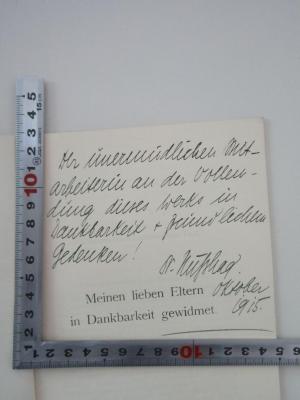 Der unermüdlichen Mit-
arbeiterin an der Vollen-
dung dieses Werks in
Dankbarkeit + freundlichem
Gedenken!
Meinen lieben Eltern
Oktober
in Dankbarkeit gewidmet.
1915.